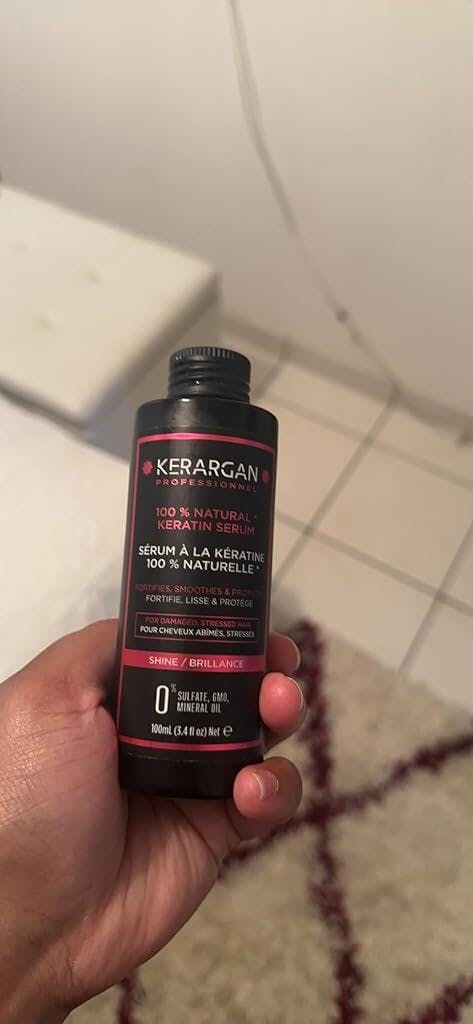 KERARGAN
PROFESSIONNEL
100 % NATURAL *
KERATIN SERUM
SÉRUM À LA KÉRATINE
100 % NATURELLE *
FORTIFIES, SMOOTHES & PROTECTS
FORTIFIE, LISSE & PROTÈGE
FOR DAMAGED, STRESSED HAIR
POUR CHEVEUX ABÎMÉS, STRESSÉS
SHINE / BRILLANCE
0% SULFATE, GMO,
MINERAL OIL
100mL (3.4 fl oz) Net ℮